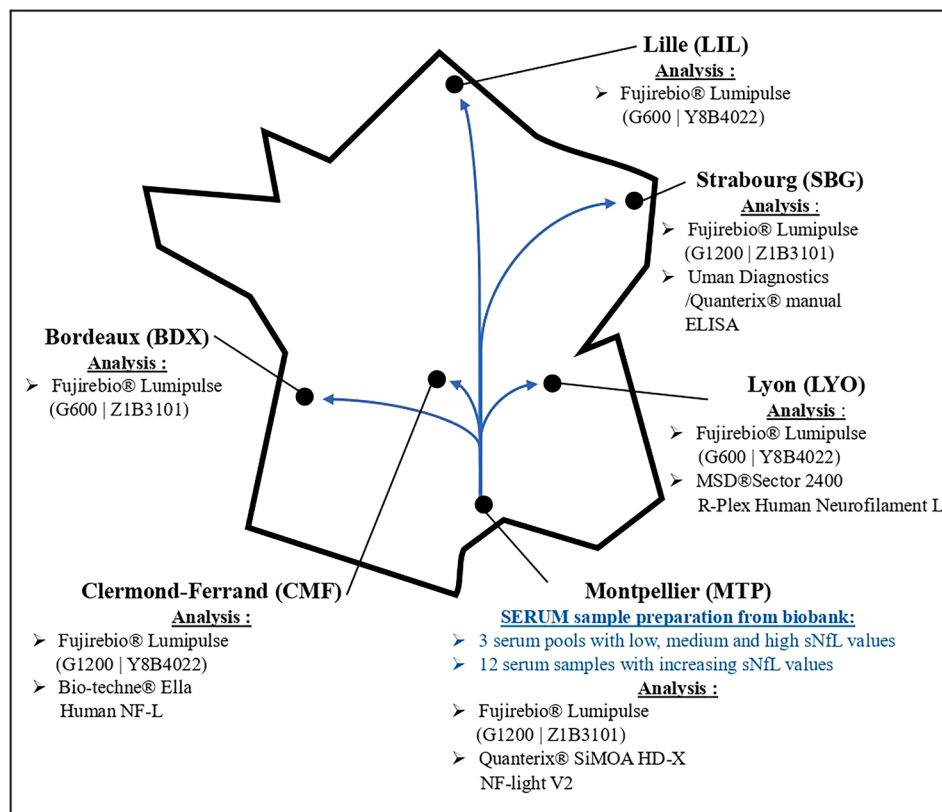 Lille (LIL)
Analysis :
➢ Fujirebio® Lumipulse
(G600 | Y8B4022)
Strabourg (SBG)
Analysis :
➢ Fujirebio® Lumipulse
(G1200 | Z1B3101)
➢ Uman Diagnostics
/Quanterix® manual
ELISA
Bordeaux (BDX)
Analysis :
➢ Fujirebio® Lumipulse
(G600 | Z1B3101)
Lyon (LYO)
Analysis :
➢ Fujirebio® Lumipulse
(G600 | Y8B4022)
➢ MSD®Sector 2400
R-Plex Human Neurofilament L
Clermond-Ferrand (CMF)
Analysis :
➢ Fujirebio® Lumipulse
(G1200 | Y8B4022)
➢ Bio-techne® Ella
Human NF-L
Montpellier (MTP)
SERUM sample preparation from biobank:
➢ 3 serum pools with low, medium and high sNfL values
➢ 12 serum samples with increasing sNfL values
Analysis :
➢ Fujirebio® Lumipulse
(G1200 | Z1B3101)
➢ Quanterix® SiMOA HD-X
NF-light V2